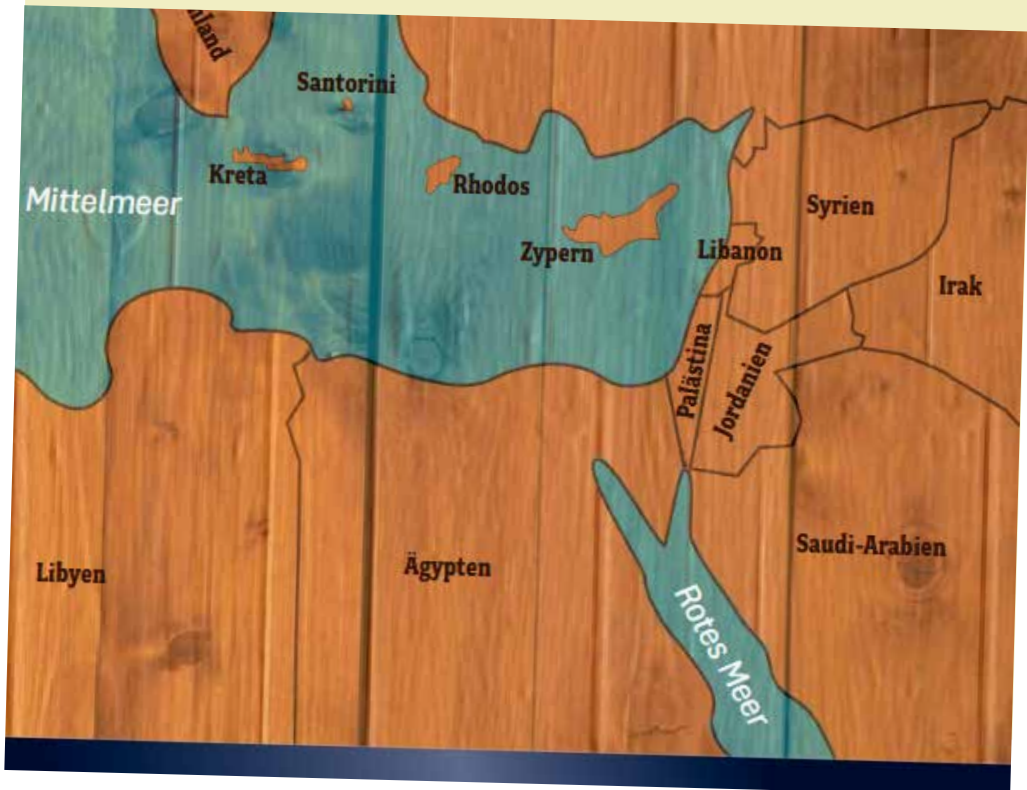 Santorini
Kreta
Rhodos
Mittelmeer
Zypern
Syrien
Libanon
Irak
Palästina
Jordanien
Libyen
Ägypten
Saudi-Arabien
Rotes Meer